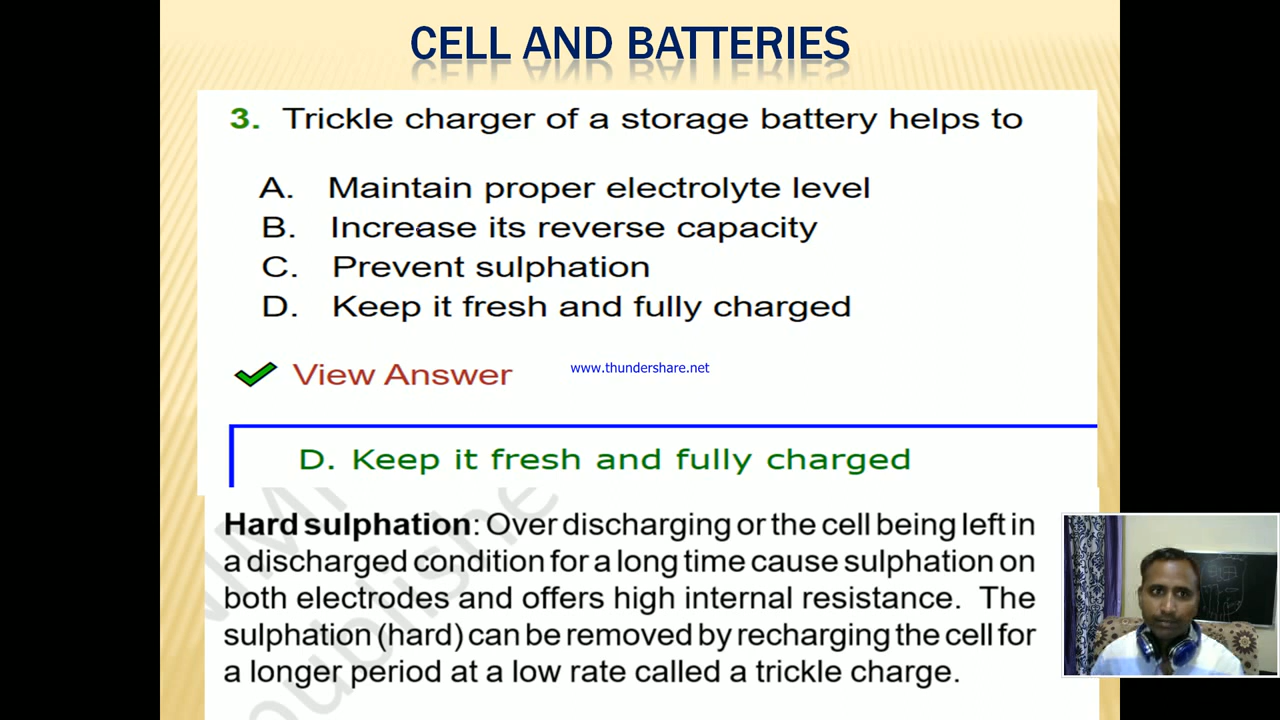 CELL AND BATTERIES
3. Trickle charger of a storage battery helps to
A. Maintain proper electrolyte level
B. Increase its reverse capacity
C. Prevent sulphation
D. Keep it fresh and fully charged
View Answer
www.thundershare.net
D. Keep it fresh and fully charged
Hard sulphation: Over discharging or the cell being left in
a discharged condition for a long time cause sulphation on
both electrodes and offers high internal resistance. The
sulphation (hard) can be removed by recharging the cell for
a longer period at a low rate called a trickle charge.